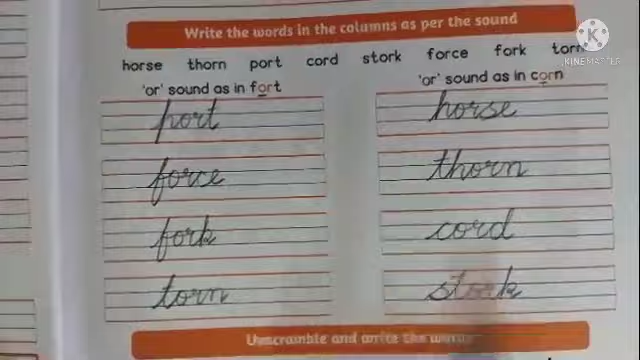 Write the words in the columns as per the sound
KINEMASTER
horse thorn port cord stork force fork torn
'or' sound as in fort
'or' sound as in corn
port
horse
force
thorn
fork
cord
torn
stork
Unscramble and write the words